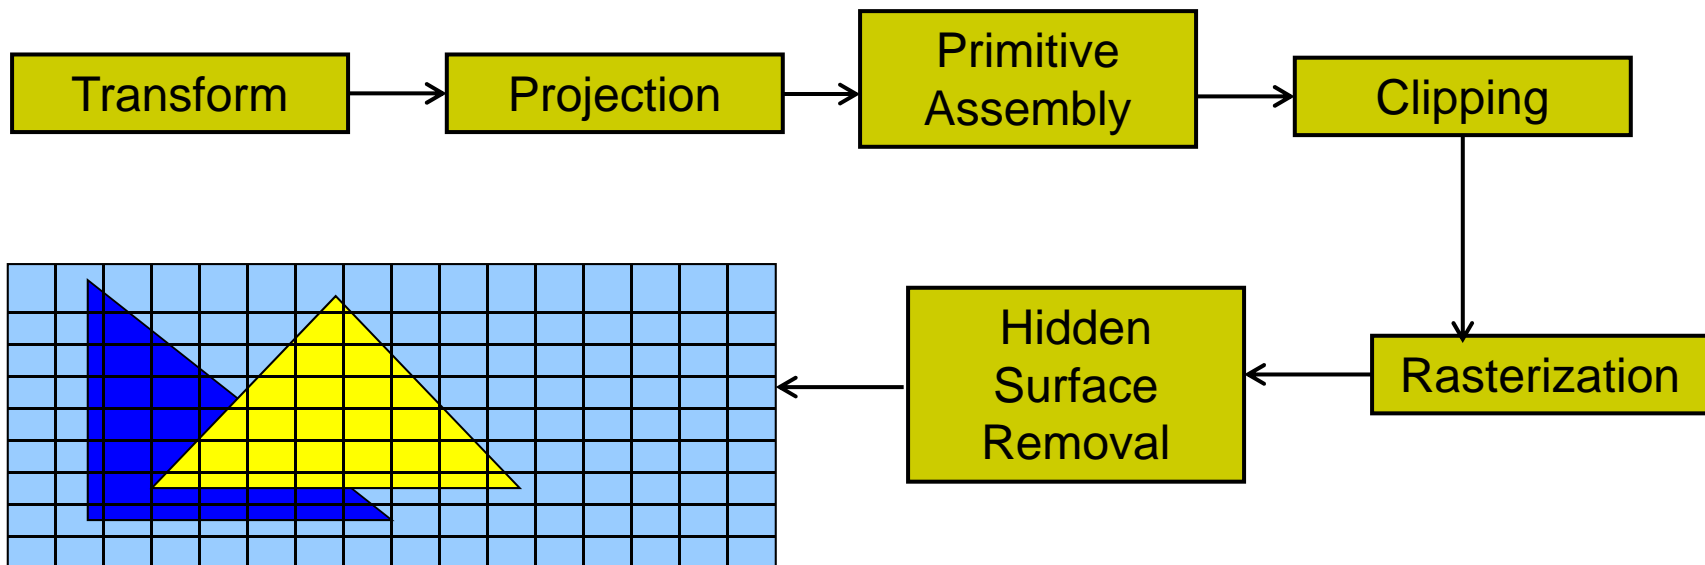 Transform
Projection
Primitive
Assembly
Clipping
Rasterization
Hidden
Surface
Removal